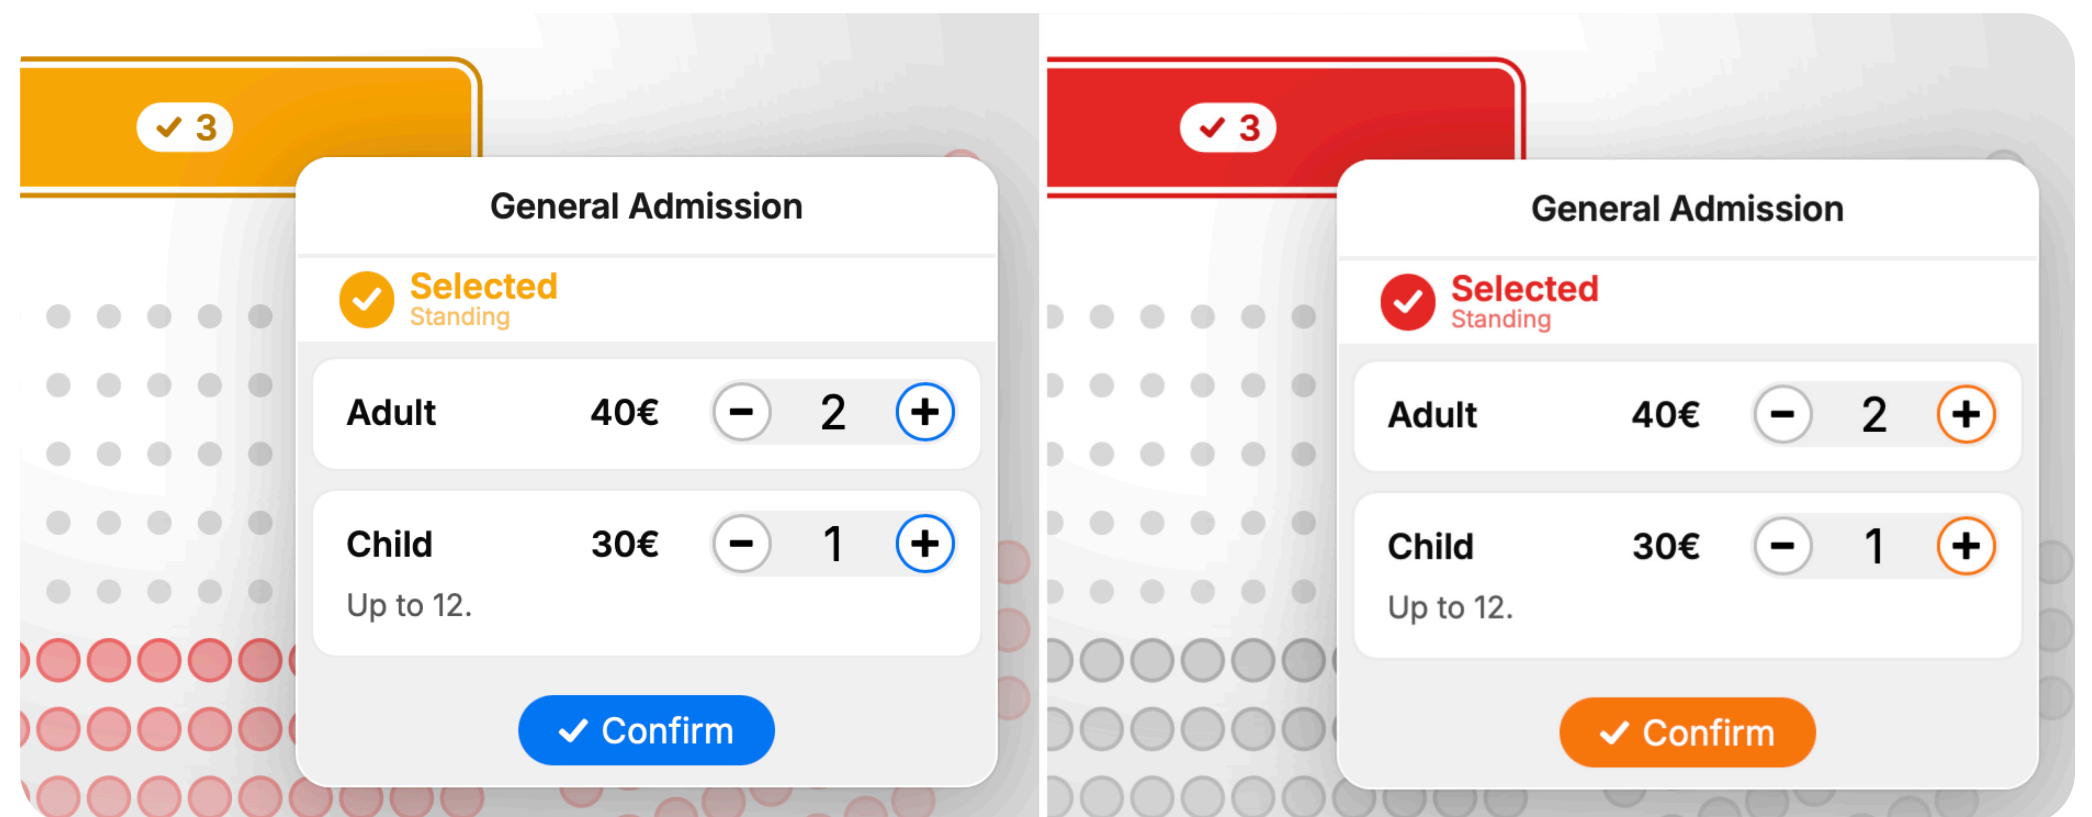 ✓ 3
General Admission
Selected
Standing
Adult 40€ − 2 +
Child 30€ − 1 +
Up to 12.
✓ Confirm
✓ 3
General Admission
Selected
Standing
Adult 40€ − 2 +
Child 30€ − 1 +
Up to 12.
✓ Confirm